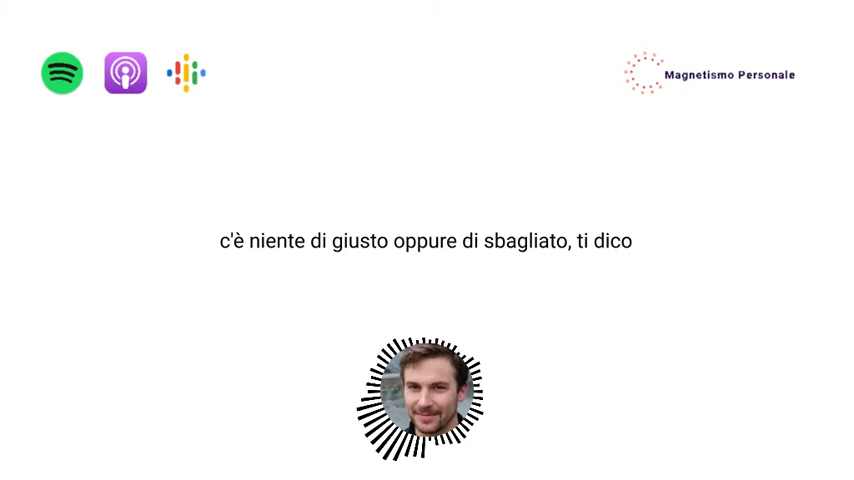 Magnetismo Personale
c'è niente di giusto oppure di sbagliato, ti dico